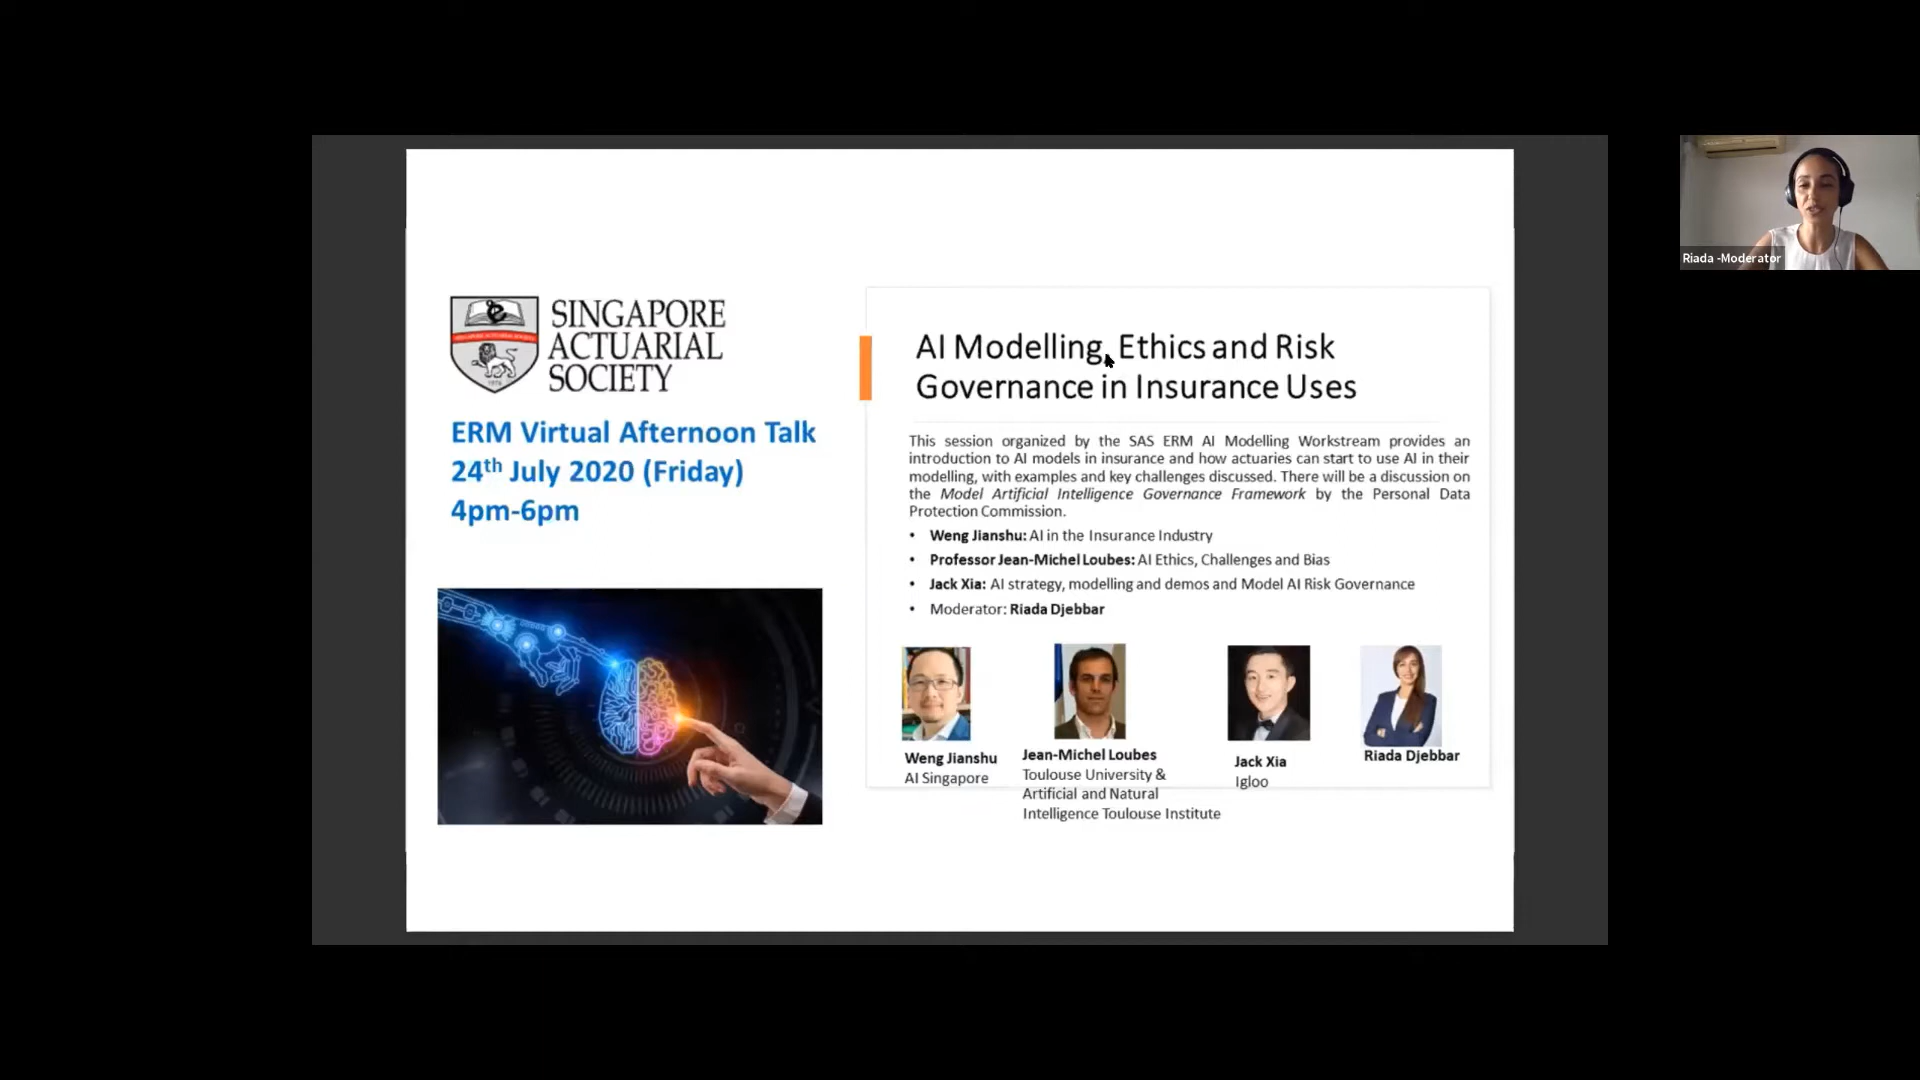 SINGAPORE
ACTUARIAL
SOCIETY
ERM Virtual Afternoon Talk
24th July 2020 (Friday)
4pm-6pm
AI Modelling, Ethics and Risk
Governance in Insurance Uses
This session organized by the SAS ERM AI Modelling Workstream provides an
introduction to AI models in insurance and how actuaries can start to use AI in their
modelling, with examples and key challenges discussed. There will be a discussion on
the Model Artificial Intelligence Governance Framework by the Personal Data
Protection Commission.
• Weng Jianshu: AI in the Insurance Industry
• Professor Jean-Michel Loubes: AI Ethics, Challenges and Bias
• Jack Xia: AI strategy, modelling and demos and Model AI Risk Governance
• Moderator: Riada Djebbar
Weng Jianshu
AI Singapore
Jean-Michel Loubes
Toulouse University &
Artificial and Natural
Intelligence Toulouse Institute
Jack Xia
Igloo
Riada Djebbar
Riada -Moderator